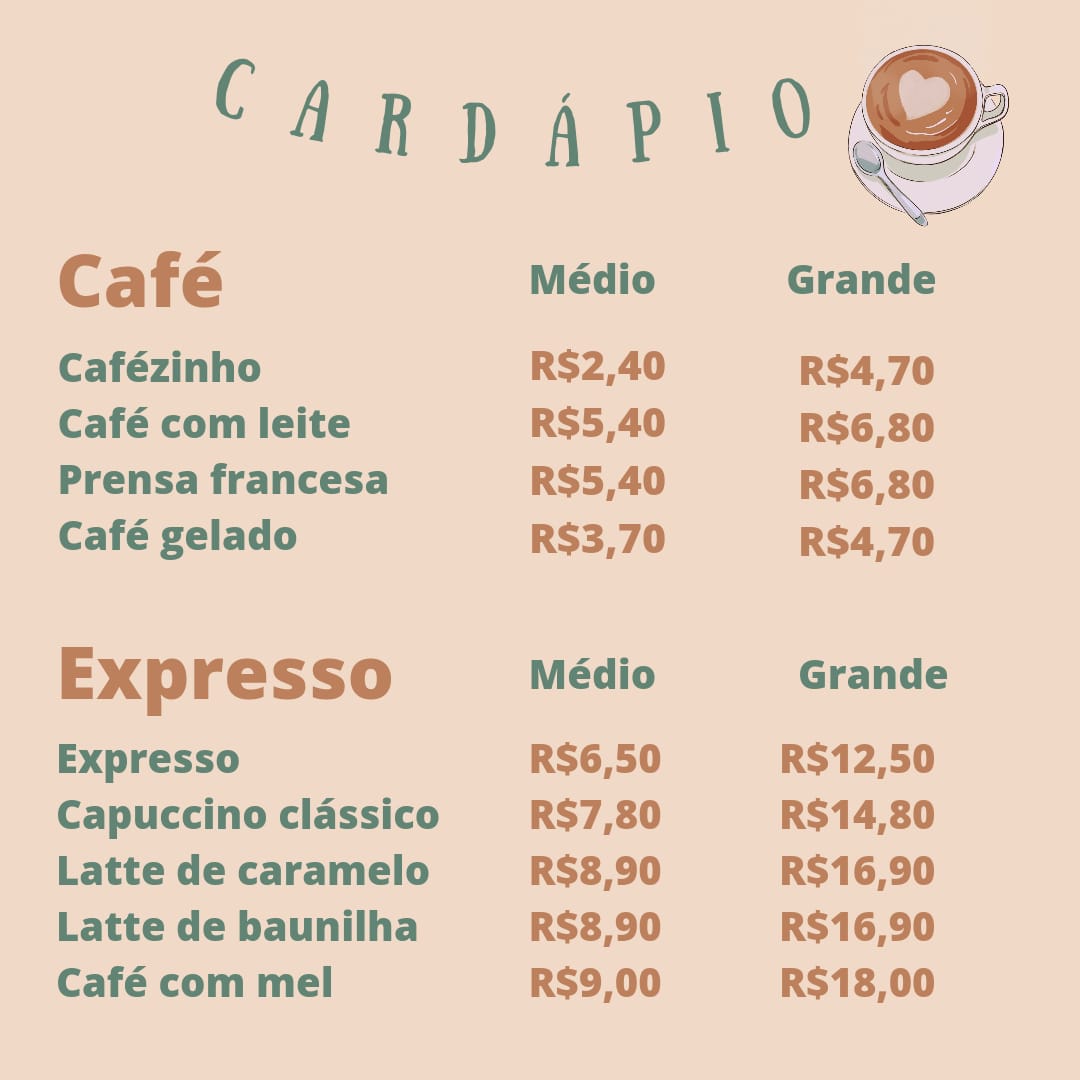 CARDÁPIO
Café Médio Grande
Cafézinho R$2,40 R$4,70
Café com leite R$5,40 R$6,80
Prensa francesa R$5,40 R$6,80
Café gelado R$3,70 R$4,70
Expresso Médio Grande
Expresso R$6,50 R$12,50
Capuccino clássico R$7,80 R$14,80
Latte de caramelo R$8,90 R$16,90
Latte de baunilha R$8,90 R$16,90
Café com mel R$9,00 R$18,00